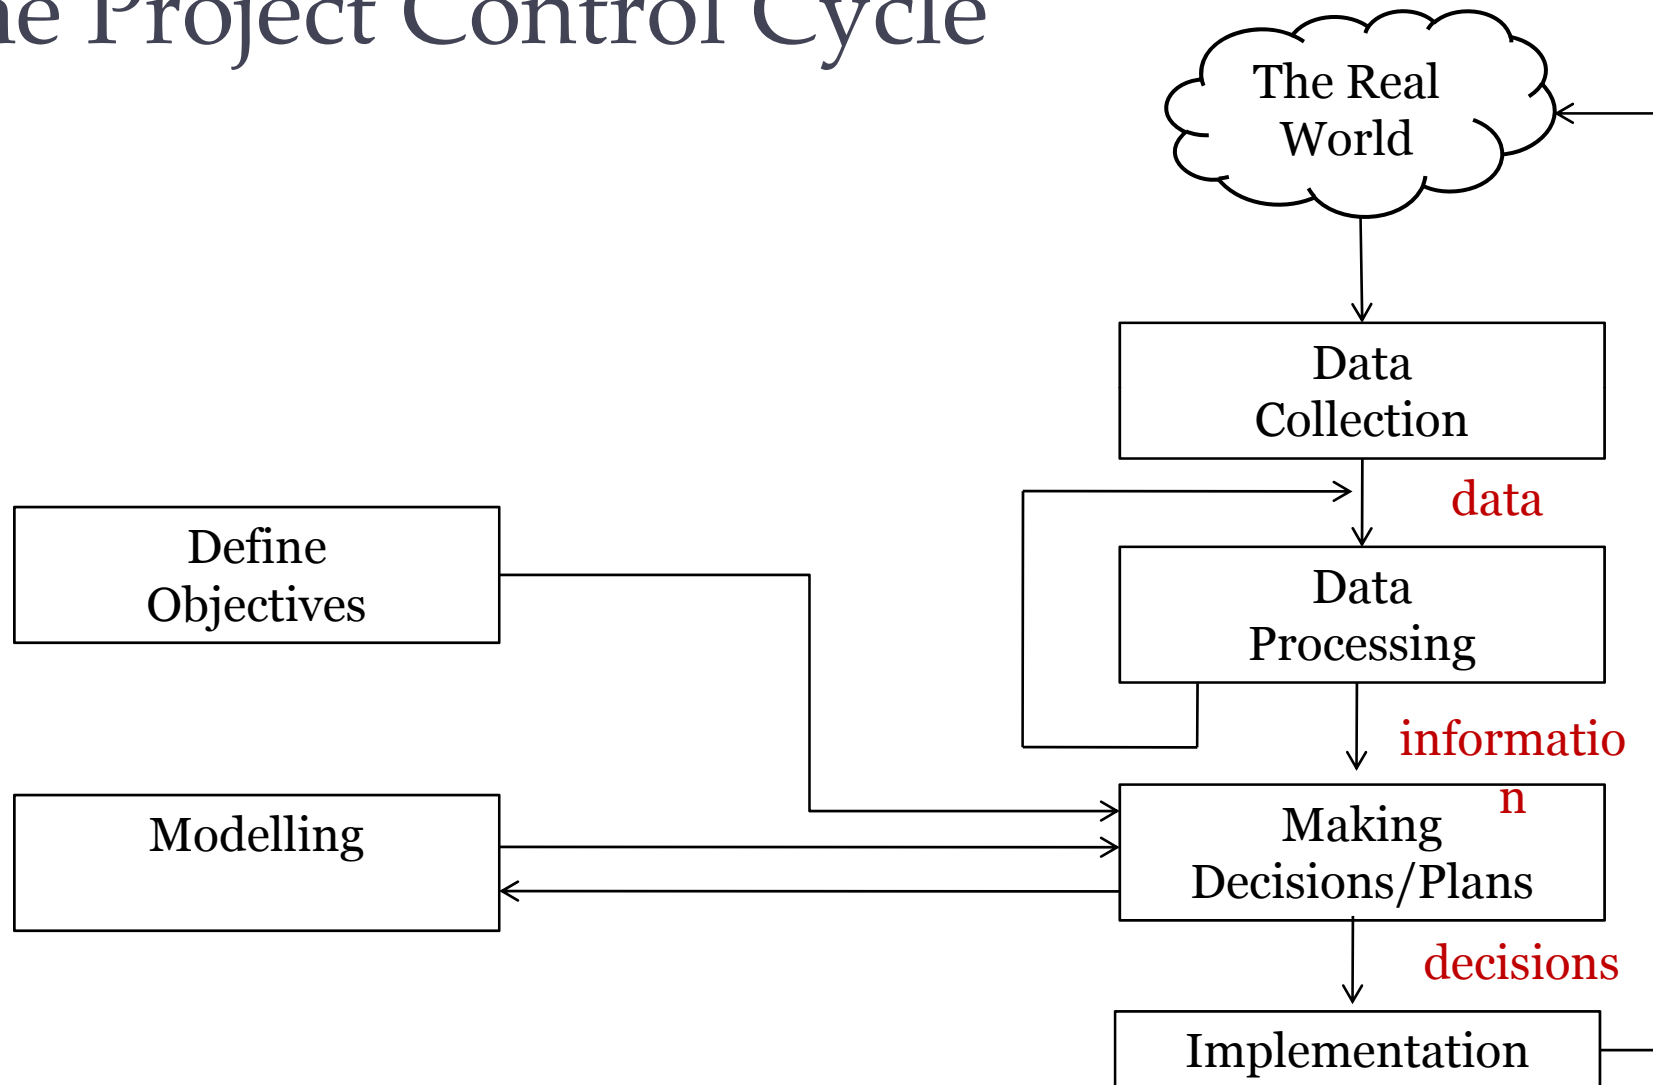 ne Project Control Cycle
The Real
World
Data
Collection
data
Define
Objectives
Data
Processing
informatio
n
Modelling
Making
Decisions/Plans
decisions
Implementation